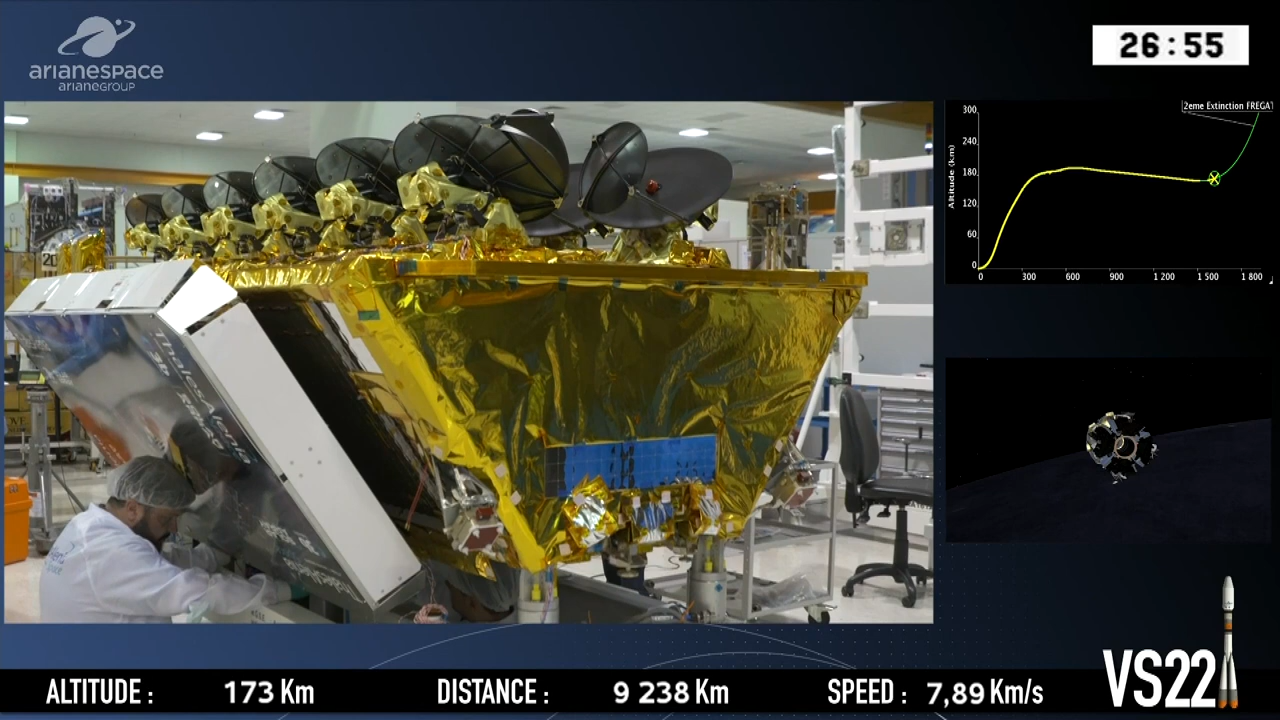 arianespace
arianeGROUP
26:55
2eme Extinction FREGAT
Altitude (km)
300
240
180
120
60
0
0 300 600 900 1 200 1 500 1 800
ALTITUDE : 173 Km DISTANCE : 9 238 Km SPEED : 7,89 Km/s
VS22